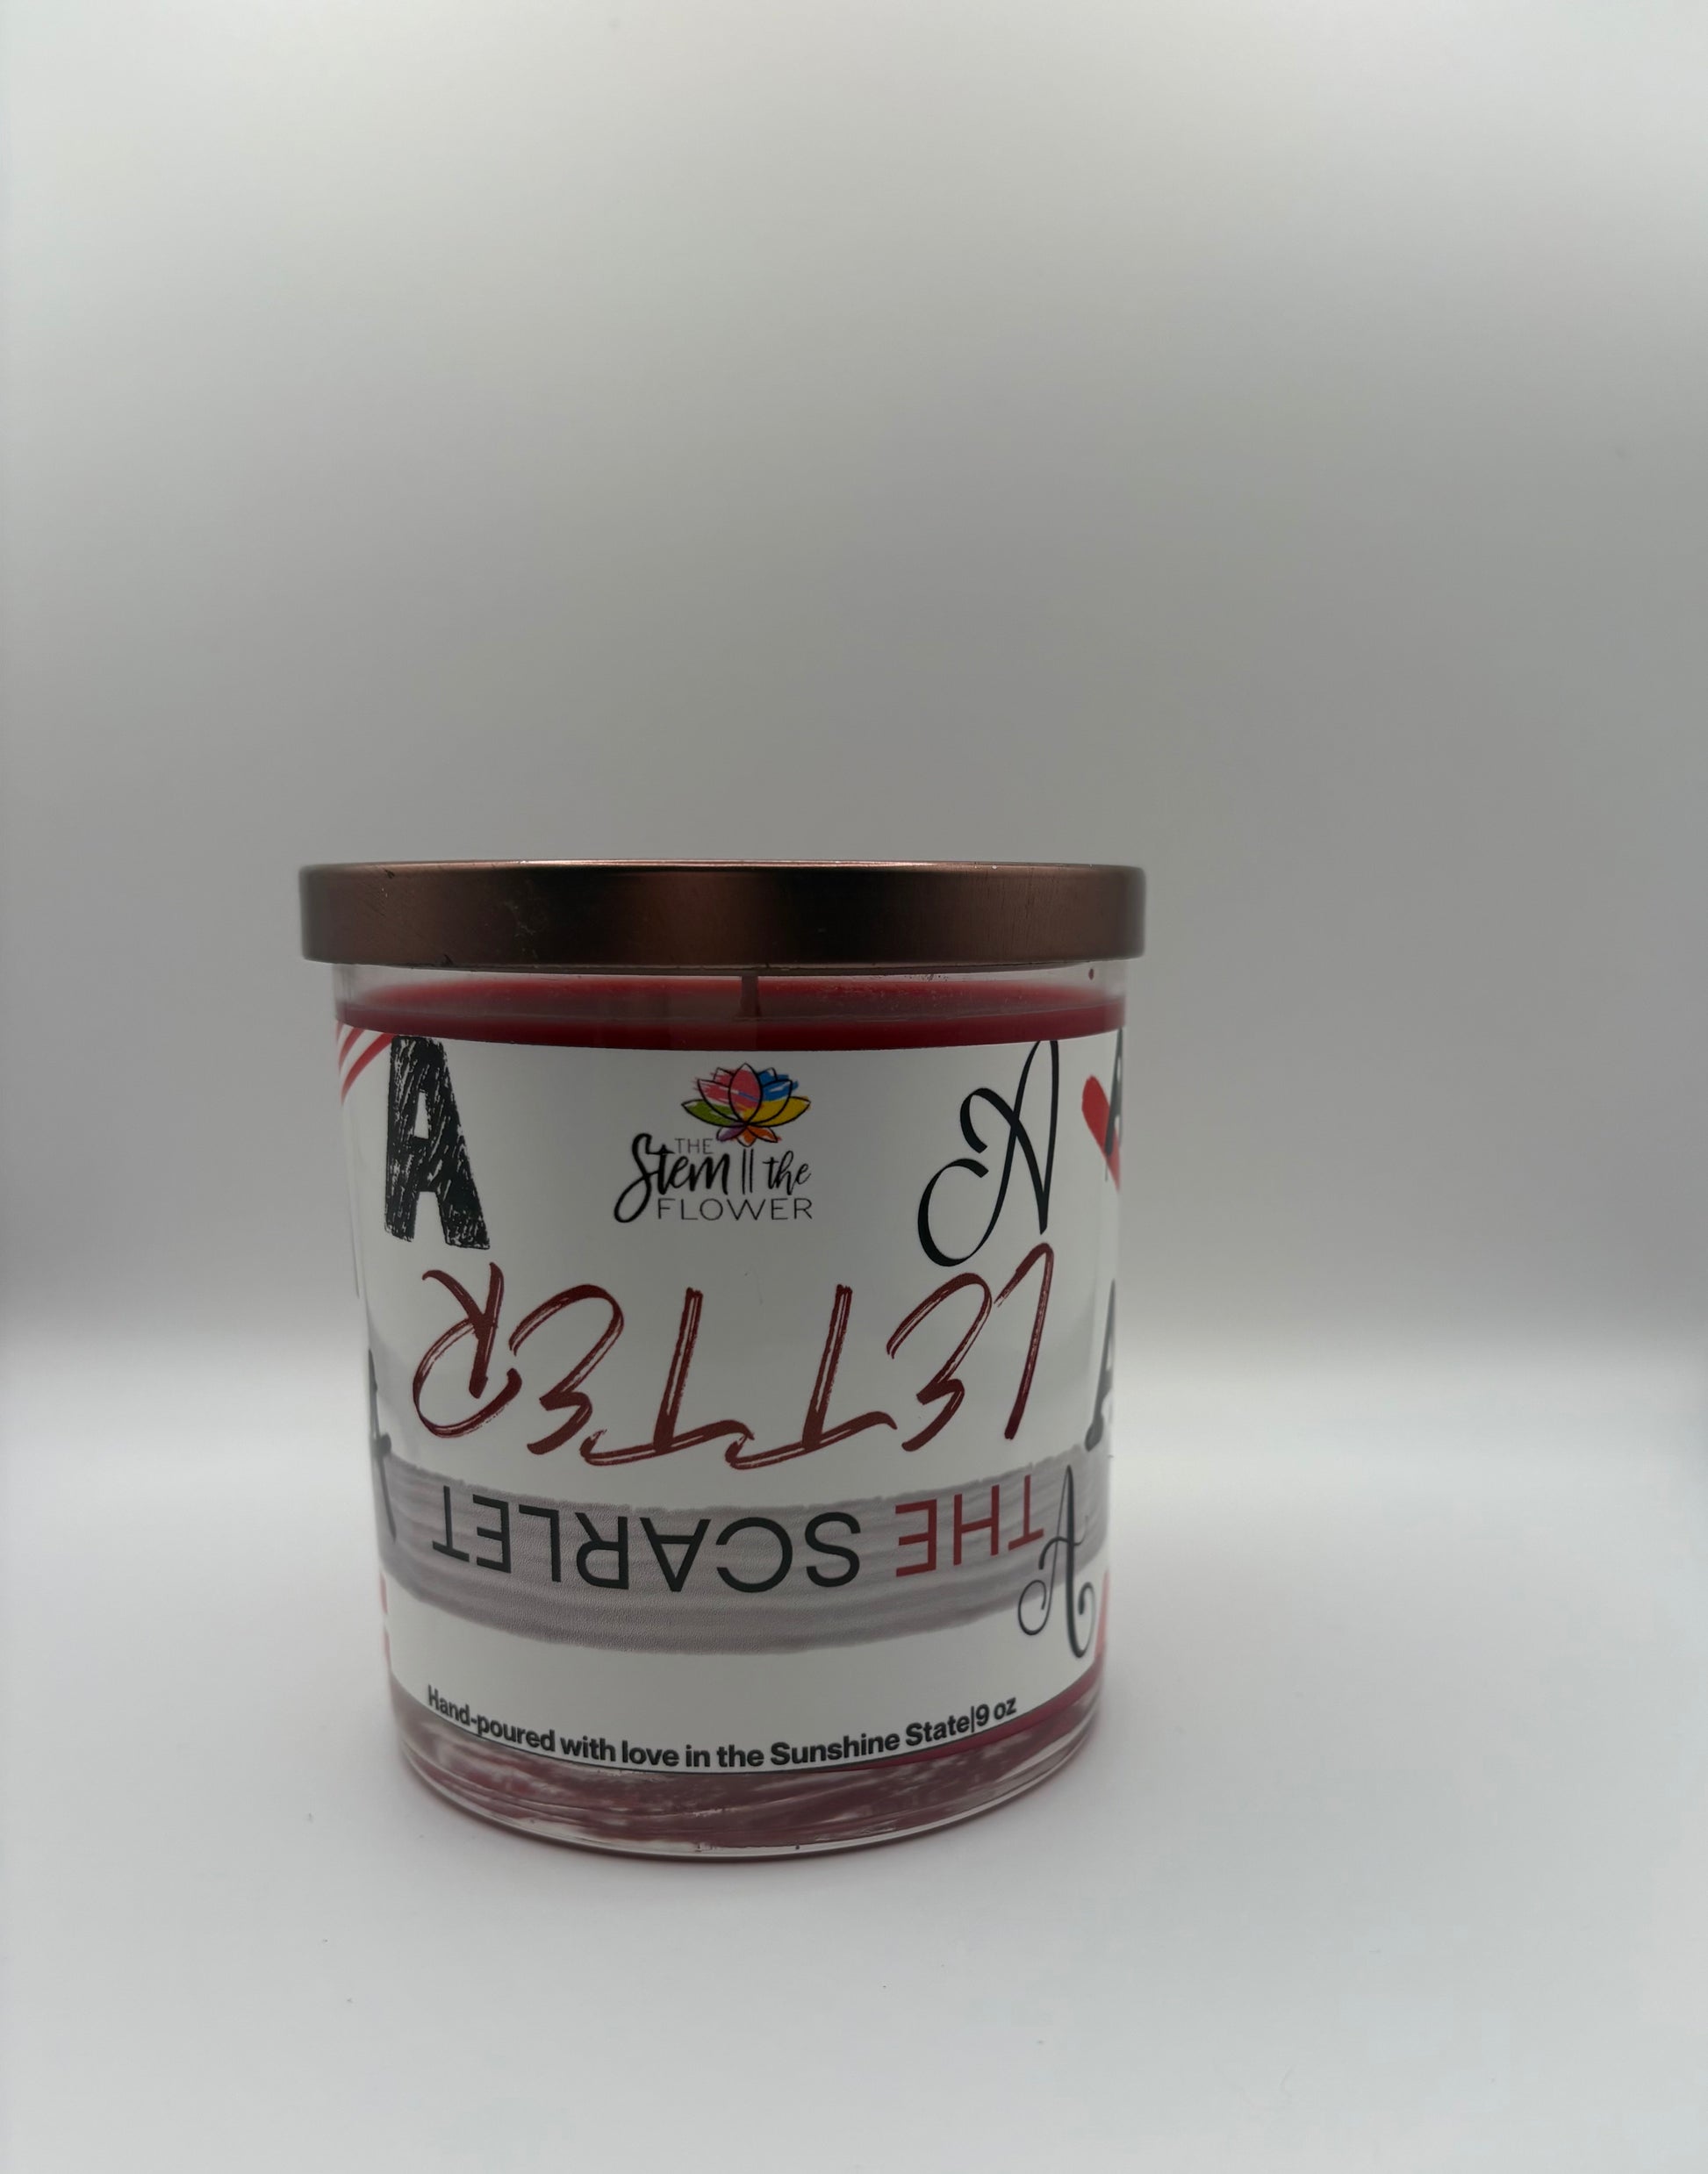 A
THE
Stem || the
FLOWER
A
A
A
LETTER
THE SCARLET
A
Hand-poured with love in the Sunshine State|9 oz